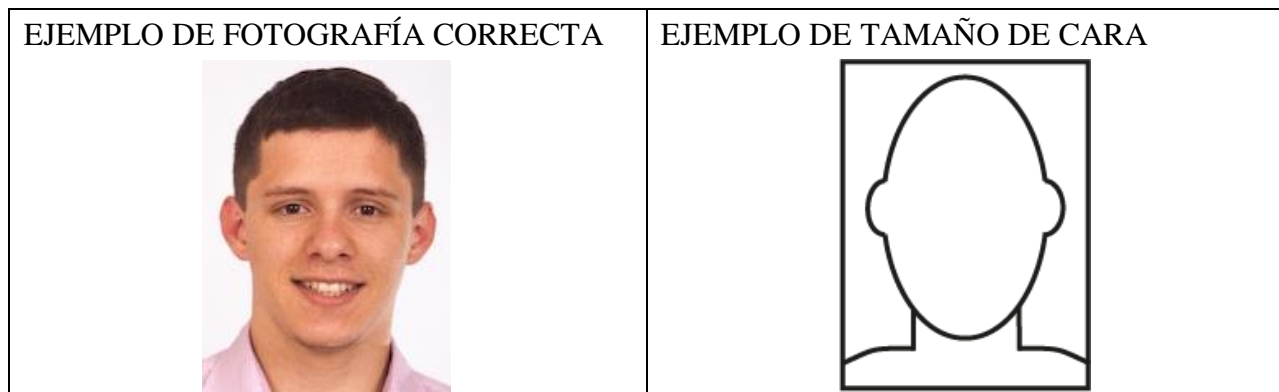 EJEMPLO DE FOTOGRAFÍA CORRECTA
EJEMPLO DE TAMAÑO DE CARA